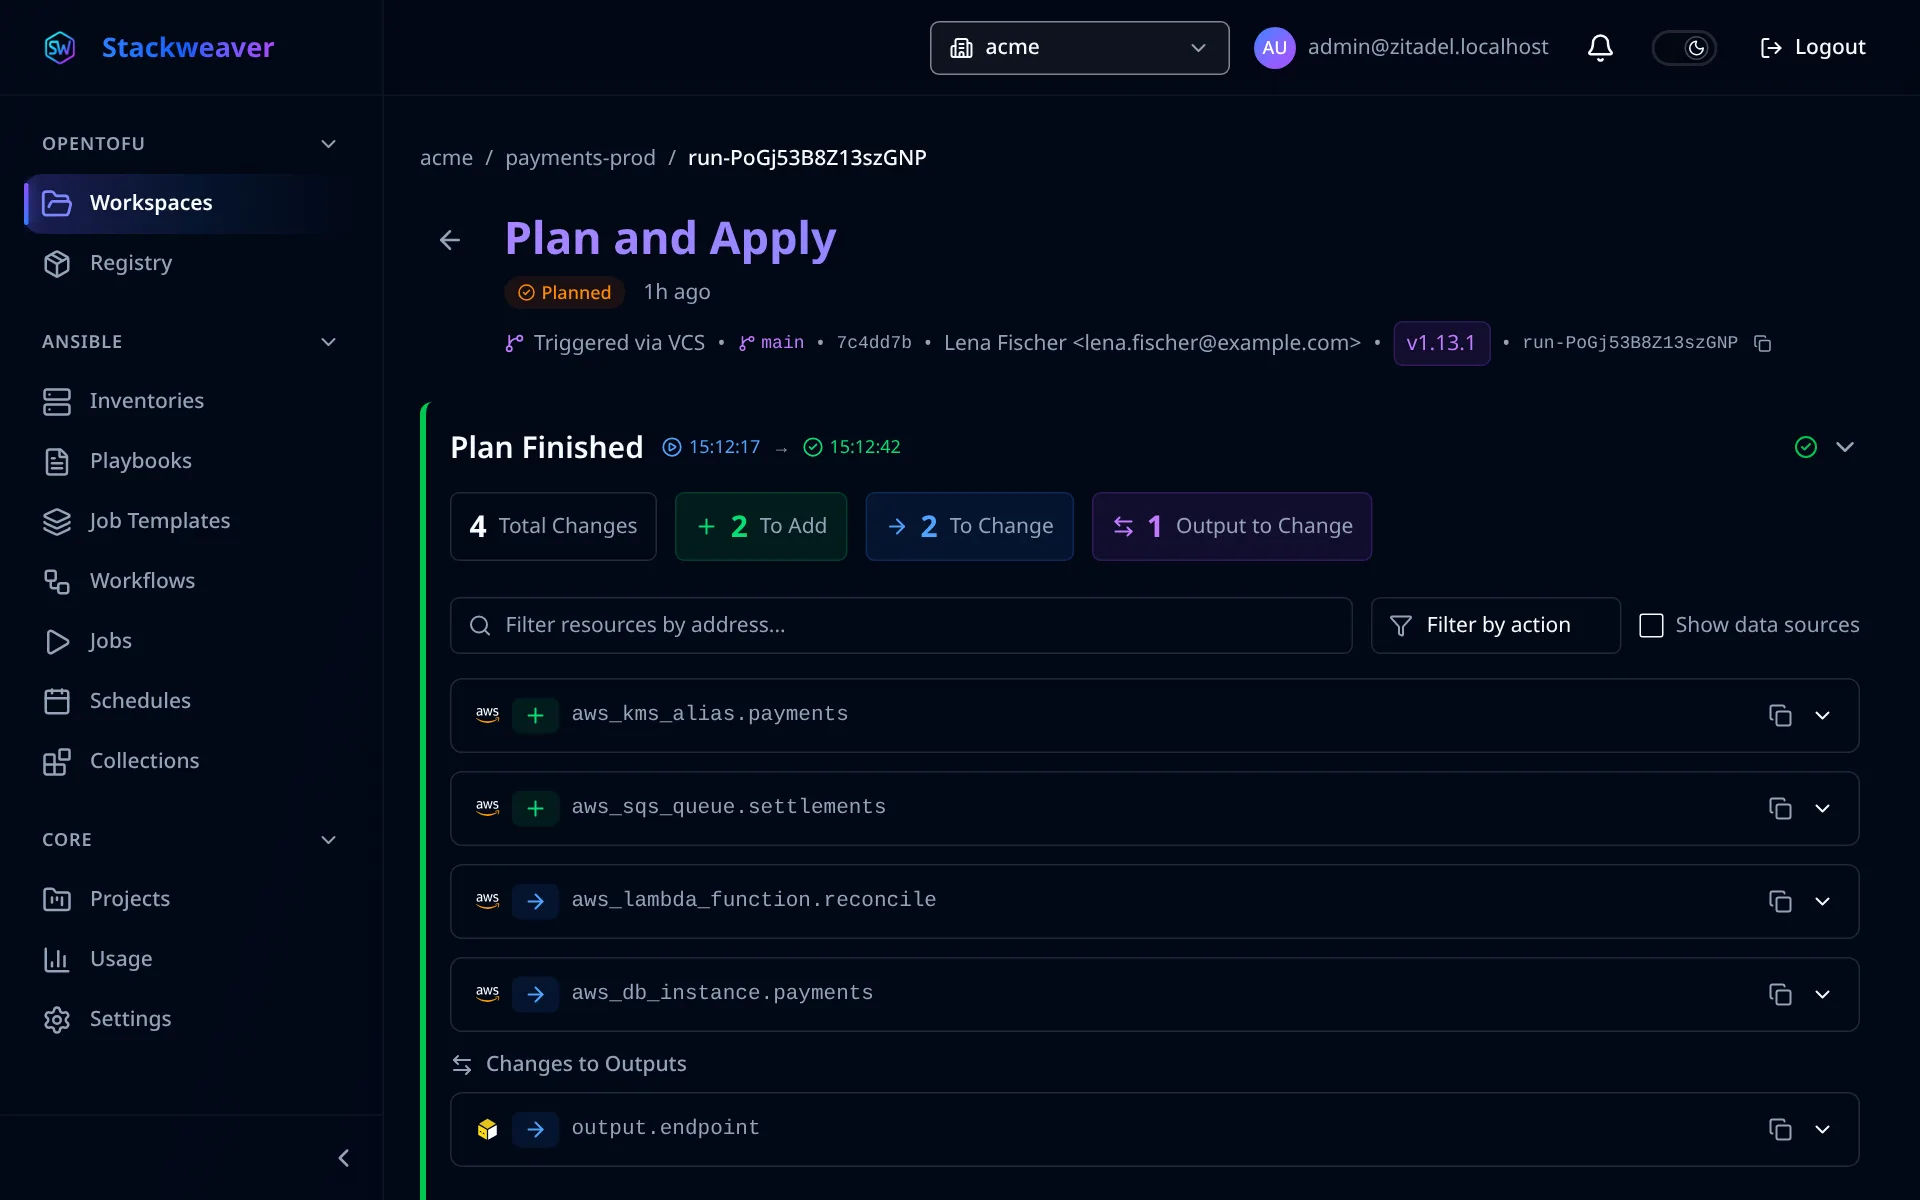 SW Stackweaver
acme
AU admin@zitadel.localhost
Logout
OPENTOFU
Workspaces
Registry
ANSIBLE
Inventories
Playbooks
Job Templates
Workflows
Jobs
Schedules
Collections
CORE
Projects
Usage
Settings
acme / payments-prod / run-PoGj53B8Z13szGNP
Plan and Apply
Planned 1h ago
Triggered via VCS • main • 7c4dd7b • Lena Fischer <lena.fischer@example.com> • v1.13.1 • run-PoGj53B8Z13szGNP
Plan Finished 15:12:17 → 15:12:42
4 Total Changes
+ 2 To Add
→ 2 To Change
1 Output to Change
Filter resources by address...
Filter by action
Show data sources
aws + aws_kms_alias.payments
aws + aws_sqs_queue.settlements
aws → aws_lambda_function.reconcile
aws → aws_db_instance.payments
Changes to Outputs
→ output.endpoint